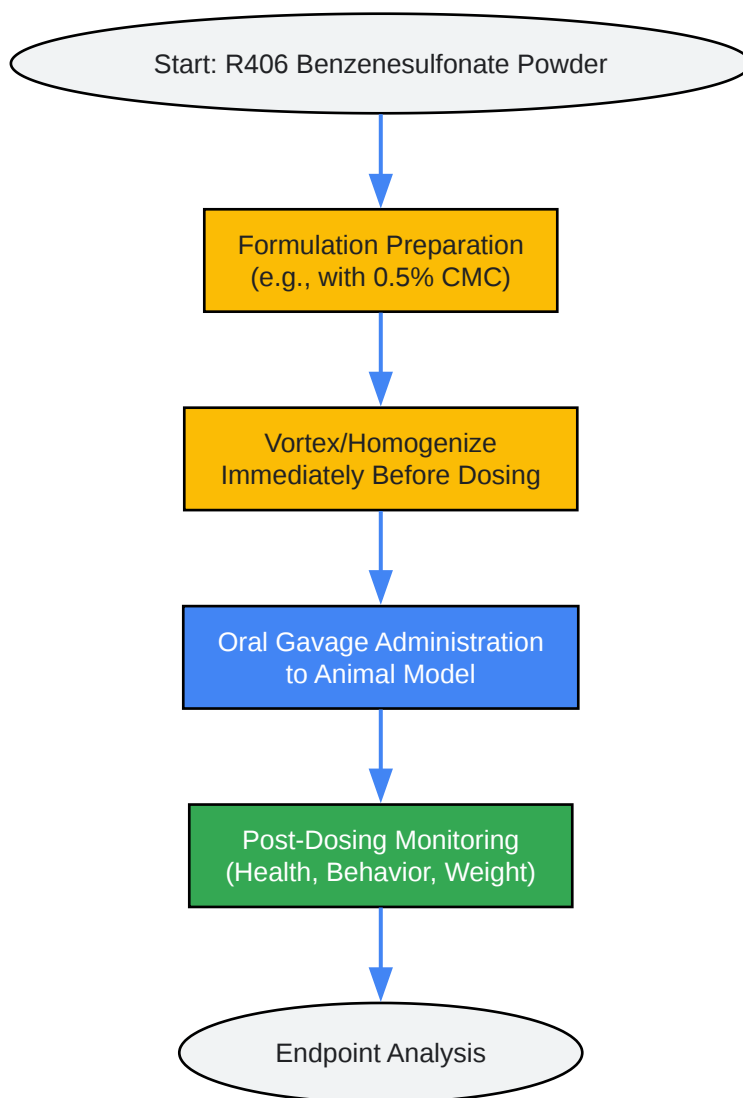 Start: R406 Benzenesulfonate Powder
Formulation Preparation
(e.g., with 0.5% CMC)
Vortex/Homogenize
Immediately Before Dosing
Oral Gavage Administration
to Animal Model
Post-Dosing Monitoring
(Health, Behavior, Weight)
Endpoint Analysis